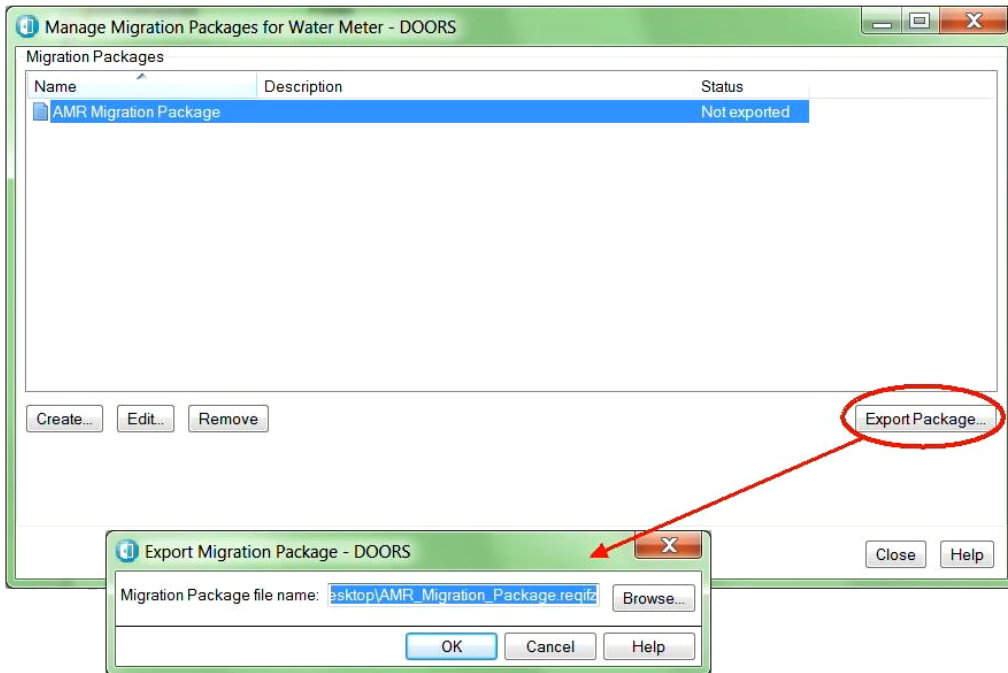 Manage Migration Packages for Water Meter - DOORS
Migration Packages
Name Description Status
AMR Migration Package Not exported
Create... Edit... Remove Export Package...
Close Help
Export Migration Package - DOORS
Migration Package file name: esktop\AMR_Migration_Package.reqifz Browse...
OK Cancel Help